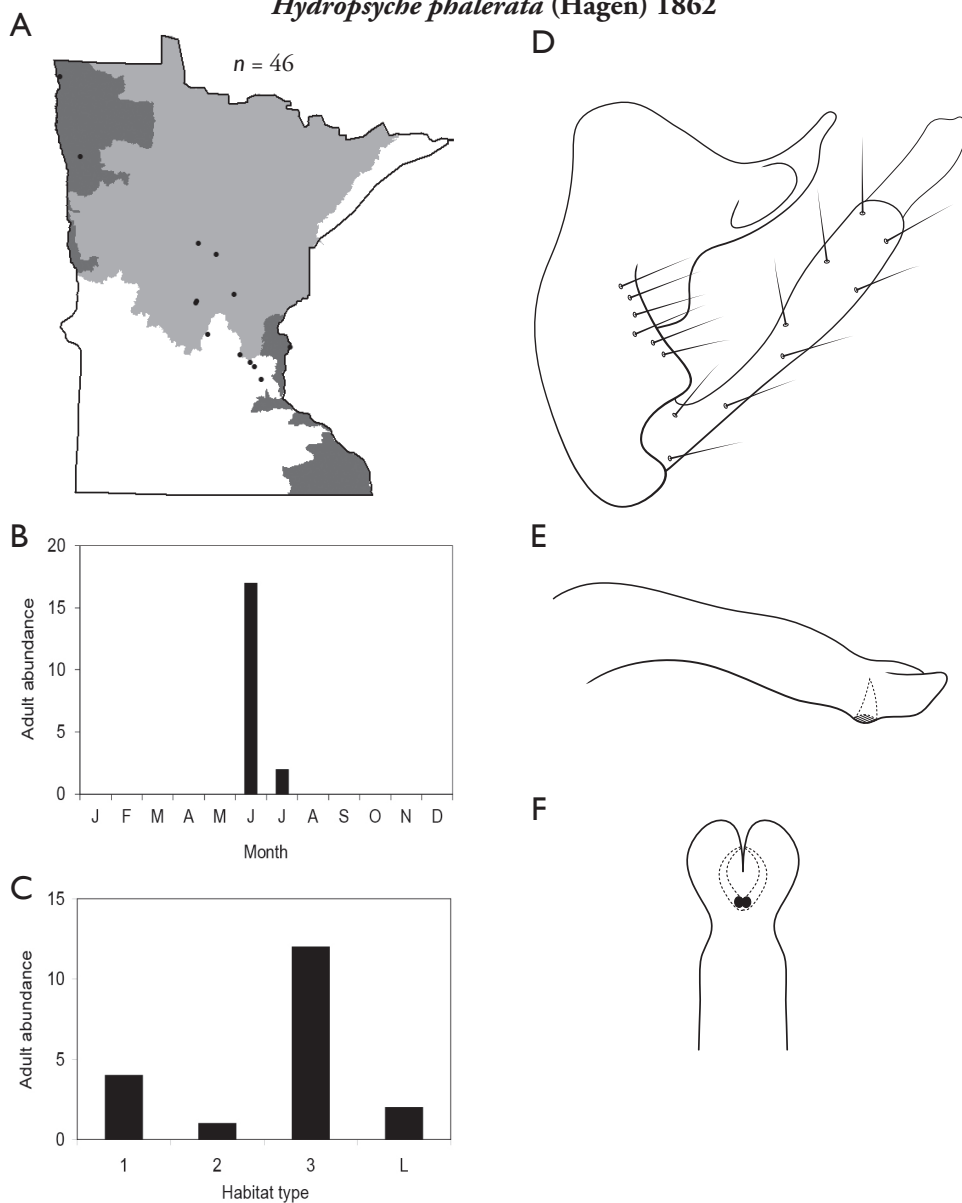 Hydropsyche phalerata (Hagen) 1862
A
n = 46
D
B
20
15
10
5
0
Adult abundance
J F M A M J J A S O N D
Month
E
C
15
10
5
0
Adult abundance
1 2 3 L
Habitat type
F